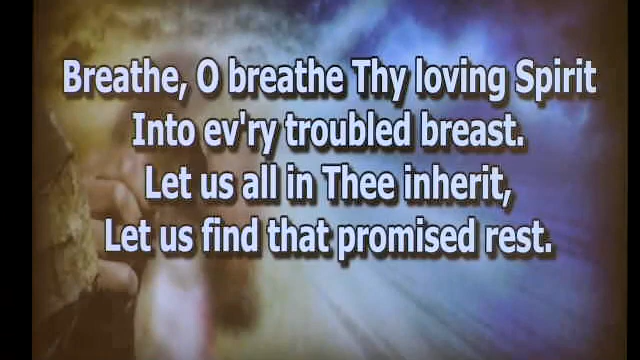 Breathe, O breathe Thy loving Spirit
Into ev'ry troubled breast.
Let us all in Thee inherit,
Let us find that promised rest.